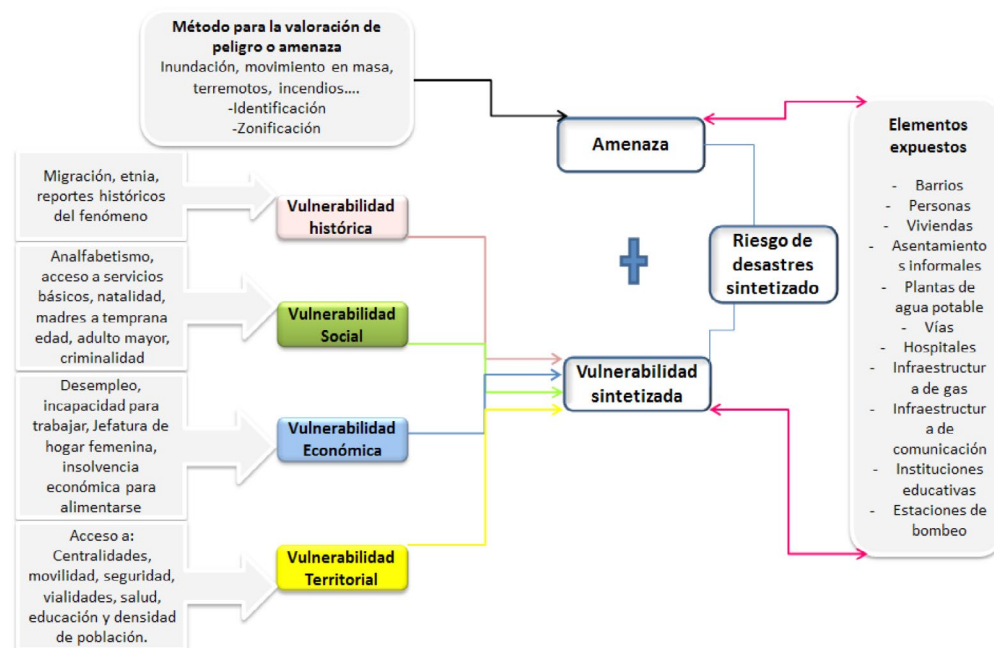 Método para la valoración de
peligro o amenaza
Inundación, movimiento en masa,
terremotos, incendios....
-Identificación
-Zonificación
Amenaza
Migración, etnia,
reportes históricos
del fenómeno
Vulnerabilidad
histórica
Analfabetismo,
acceso a servicios
básicos, natalidad,
madres a temprana
edad, adulto mayor,
criminalidad
Vulnerabilidad
Social
Desempleo,
incapacidad para
trabajar, Jefatura de
hogar femenina,
insolvencia
económica para
alimentarse
Vulnerabilidad
Económica
Acceso a:
Centralidades,
movilidad, seguridad,
vialidades, salud,
educación y densidad
de población.
Vulnerabilidad
Territorial
Vulnerabilidad
sintetizada
Riesgo de
desastres
sintetizado
Elementos
expuestos
- Barrios
- Personas
- Viviendas
- Asentamiento
s informales
- Plantas de
agua potable
- Vías
- Hospitales
- Infraestructur
a de gas
- Infraestructur
a de
comunicación
- Instituciones
educativas
- Estaciones de
bombeo